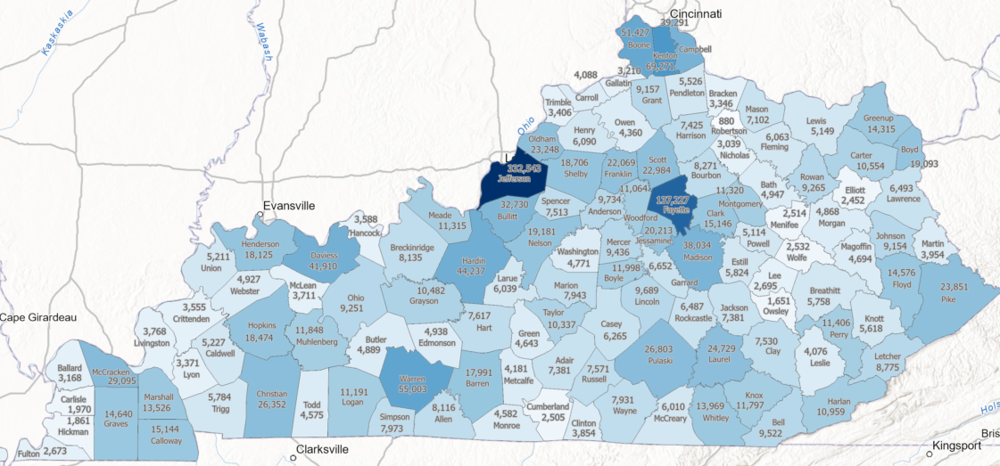 Kaskaskia
Wabash
Cincinnati
39,291
51,427
Boone
Campbell
Kenton
69,271
3,210
Gallatin
4,088
Carroll
9,157
Grant
5,526
Pendleton
Bracken
3,346
Trimble
3,406
Mason
7,102
Ohio
Henry
6,090
Owen
4,360
7,425
Harrison
880
Robertson
Lewis
5,149
Greenup
14,315
Oldham
23,248
3,039
Nicholas
6,063
Fleming
Boyd
19,093
Carter
10,554
L
332,543
Jefferson
18,706
Shelby
22,069
Franklin
Scott
22,984
8,271
Bourbon
Rowan
9,265
Elliott
2,452
6,493
Lawrence
Bath
4,947
11,064
Woodford
137,227
Fayette
11,320
Montgomery
Clark
15,146
32,730
Bullitt
Spencer
7,513
9,734
Anderson
2,514
Menifee
4,868
Morgan
Evansville
3,588
Hancock
Meade
11,315
19,181
Nelson
20,213
Jessamine
5,114
Powell
Johnson
9,154
Martin
3,954
Henderson
18,125
5,211
Union
Daviess
41,910
Breckinridge
8,135
Hardin
44,237
Washington
4,771
Mercer
9,436
38,034
Madison
2,532
Wolfe
Magoffin
4,694
11,998
Boyle
6,652
Garrard
Estill
5,824
Lee
2,695
14,576
Floyd
23,851
Pike
4,927
Webster
McLean
3,711
Ohio
9,251
10,482
Grayson
Larue
6,039
Marion
7,943
9,689
Lincoln
6,487
Rockcastle
Jackson
7,381
1,651
Owsley
Breathitt
5,758
Cape Girardeau
3,555
Crittenden
3,768
Livingston
Hopkins
18,474
11,848
Muhlenberg
Butler
4,889
4,938
Edmonson
7,617
Hart
Green
4,643
Taylor
10,337
Casey
6,265
11,406
Perry
Knott
5,618
5,227
Caldwell
3,371
Lyon
26,803
Pulaski
24,729
Laurel
7,530
Clay
4,076
Leslie
Letcher
8,775
Ballard
3,168
McCracken
29,095
Warren
55,003
17,991
Barren
4,181
Metcalfe
Adair
7,381
7,571
Russell
Carlisle
1,970
1,861
Hickman
Marshall
13,526
14,640
Graves
15,144
Calloway
5,784
Trigg
Christian
26,352
Todd
4,575
11,191
Logan
Simpson
7,973
8,116
Allen
4,582
Monroe
Cumberland
2,505
Clinton
3,854
7,931
Wayne
6,010
McCreary
13,969
Whitley
Knox
11,797
Bell
9,522
Harlan
10,959
Fulton 2,673
Clarksville
Kingsport
Hols
Bris